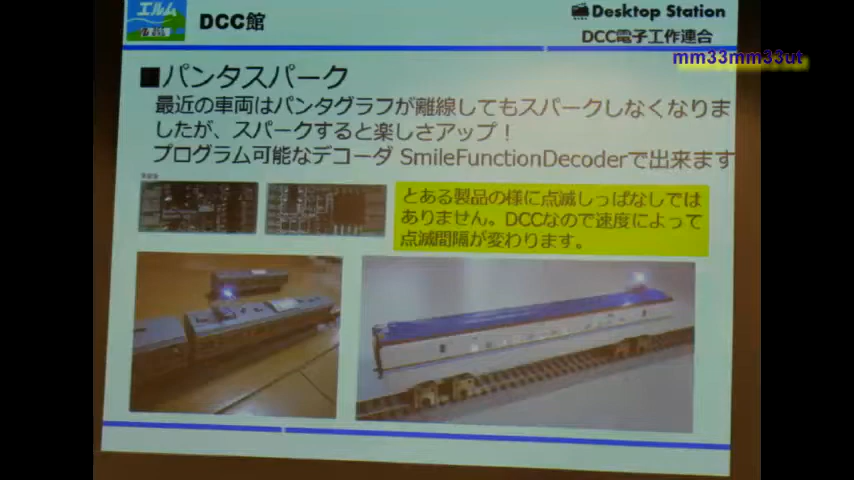 エルム
DCC館
Desktop Station
DCC電子工作連合
mm33mm33ut
■パンタスパーク
最近の車両はパンタグラフが離線してもスパークしなくなりま
したが、スパークすると楽しさアップ！
プログラム可能なデコーダ SmileFunctionDecoderで出来ます
とある製品の様に点滅しっぱなしでは
ありません。DCCなので速度によって
点滅間隔が変わります。